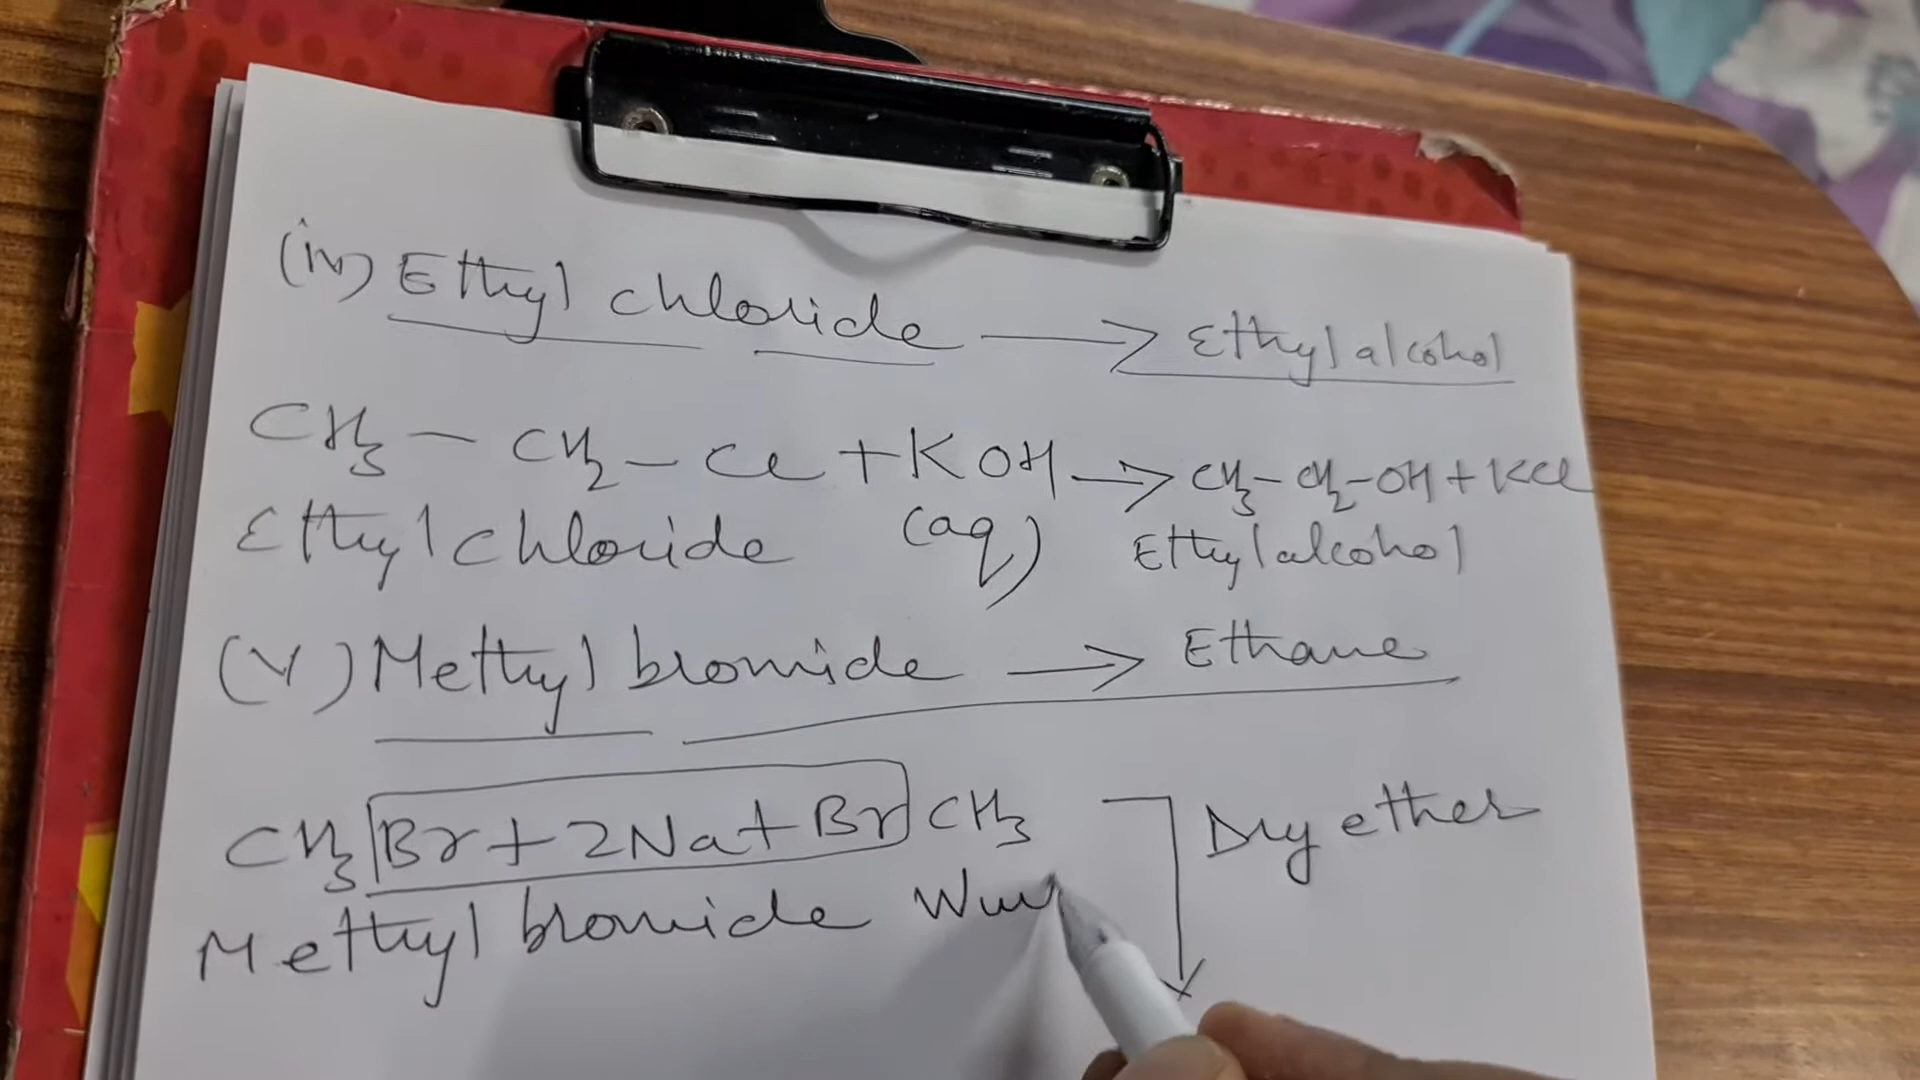 (iv) Ethyl chloride → Ethyl alcohol
CH3 – CH2 – Cl + KOH → CH3 – CH2 – OH + KCl
Ethyl chloride (aq) Ethyl alcohol
(V) Methyl bromide → Ethane
CH3 Br + 2Na + Br CH3 Dry ether
Methyl bromide